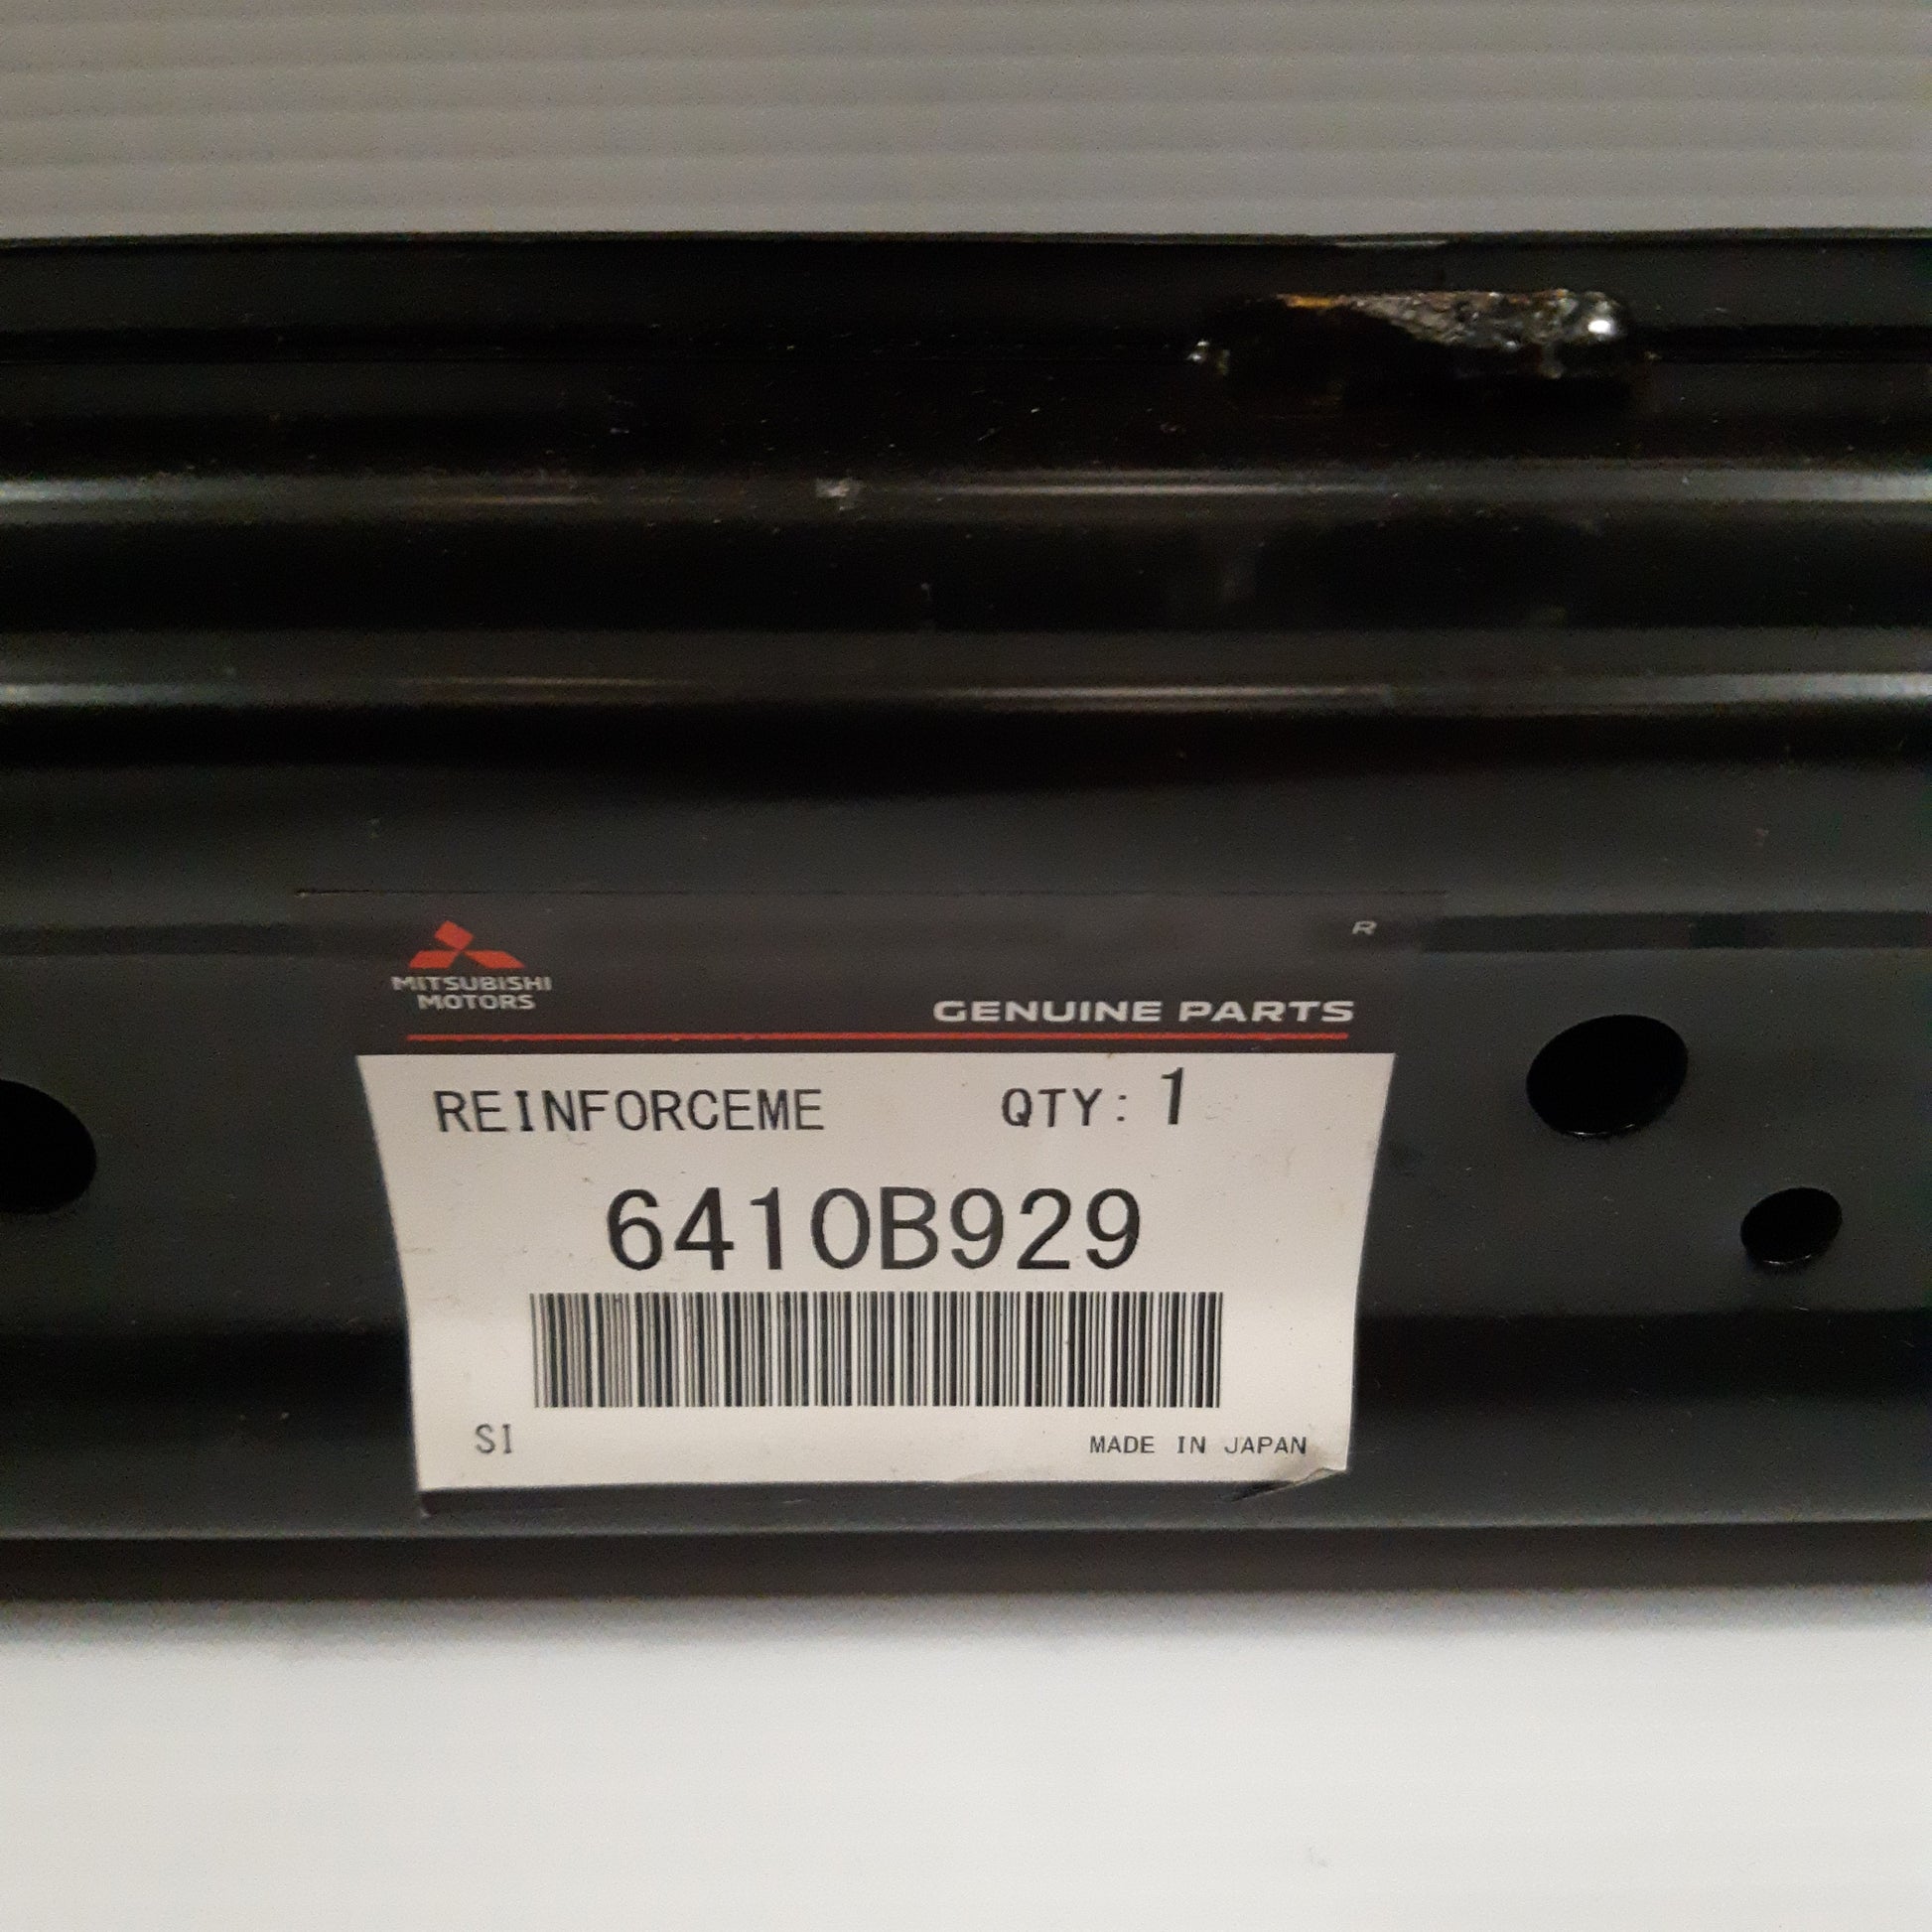 R
MITSUBISHI
MOTORS
GENUINE PARTS
REINFORCEME QTY: 1
6410B929
SI MADE IN JAPAN